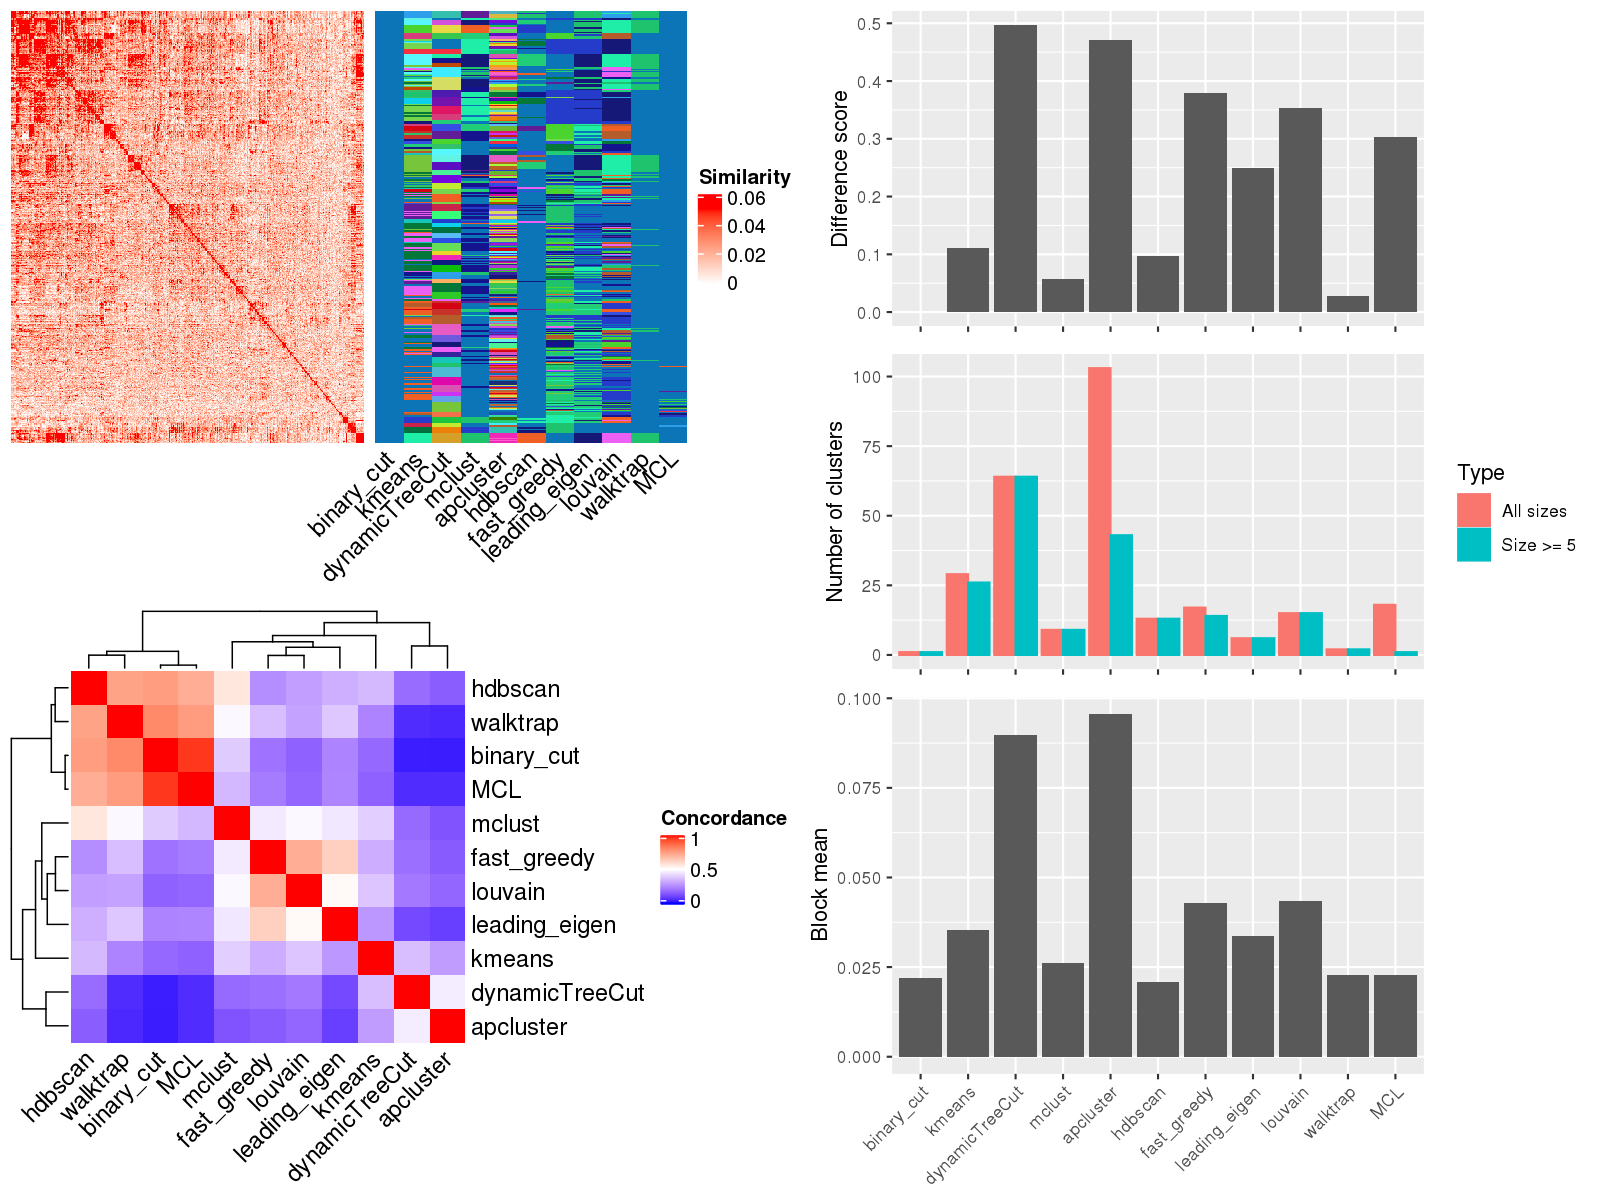 Similarity
0.06
0.04
0.02
0
binary_cut
kmeans
dynamicTreeCut
mclust
apcluster
hdbscan
fast_greedy
leading_eigen
louvain
walktrap
MCL
hdbscan
walktrap
binary_cut
MCL
mclust
fast_greedy
louvain
leading_eigen
kmeans
dynamicTreeCut
apcluster
hdbscan
walktrap
binary_cut
MCL
mclust
fast_greedy
louvain
leading_eigen
kmeans
dynamicTreeCut
apcluster
Concordance
1
0.5
0
Difference score
0.5
0.4
0.3
0.2
0.1
0.0
Number of clusters
100
75
50
25
0
Type
All sizes
Size >= 5
Block mean
0.100
0.075
0.050
0.025
0.000
binary_cut
kmeans
dynamicTreeCut
mclust
apcluster
hdbscan
fast_greedy
leading_eigen
louvain
walktrap
MCL